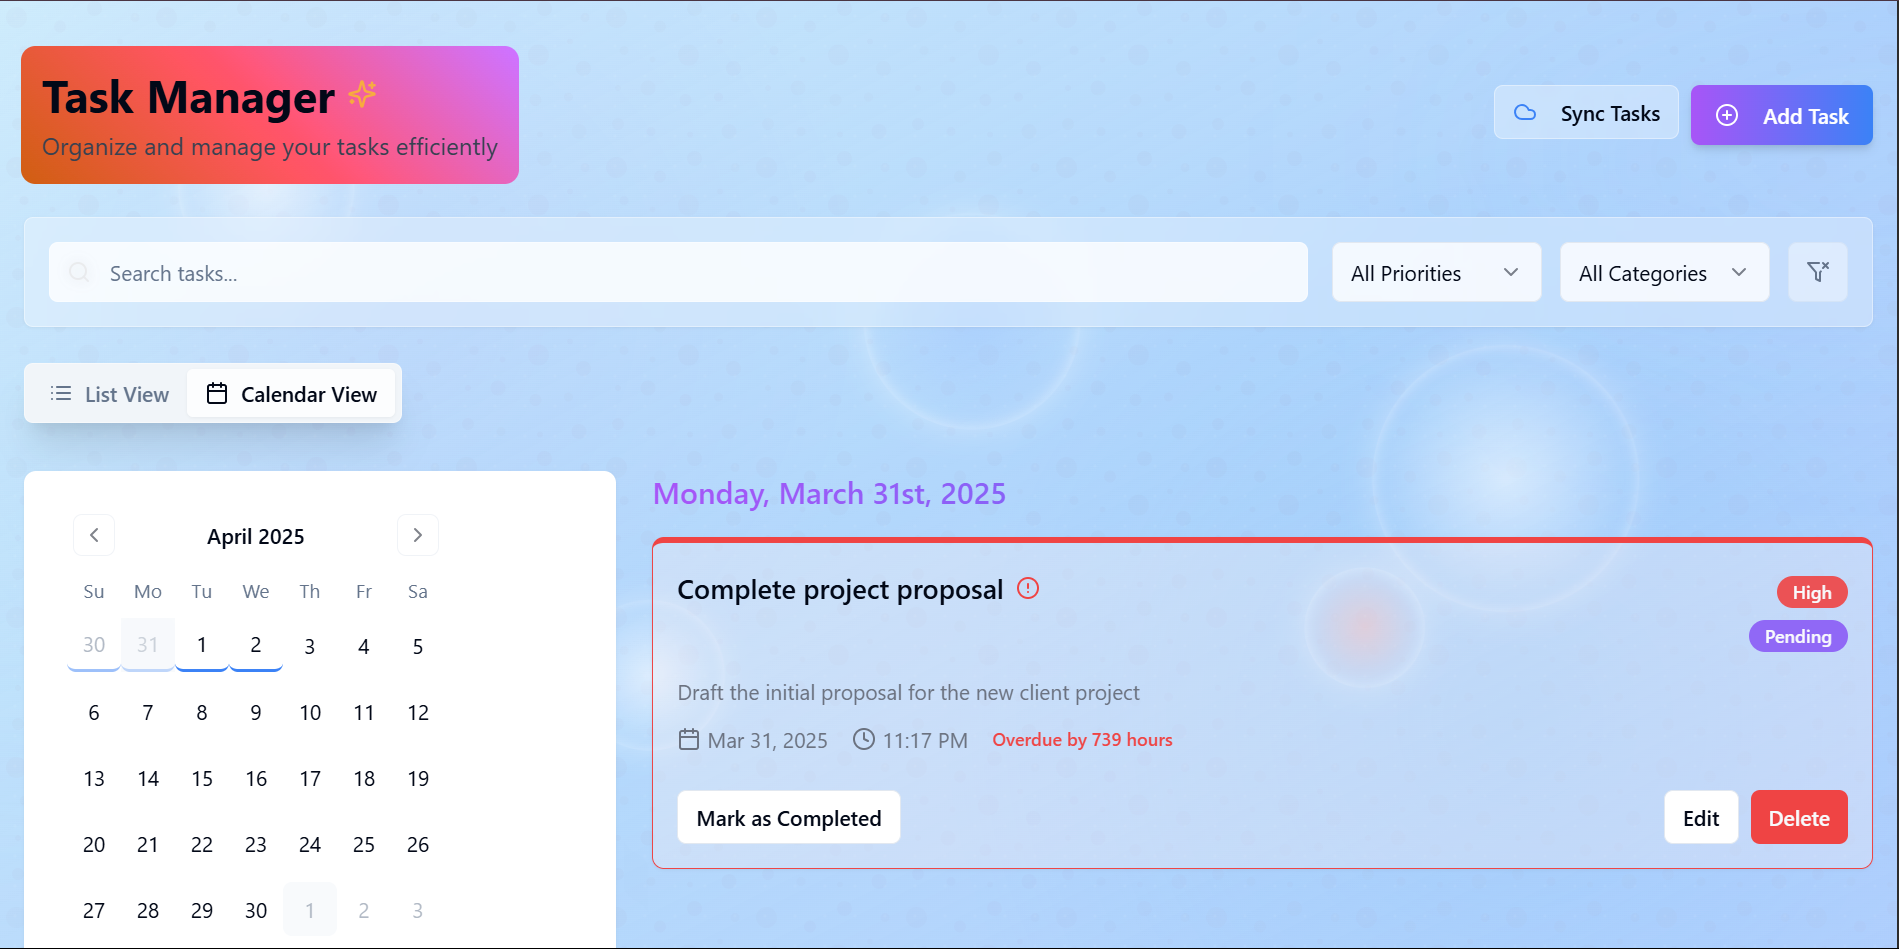 Task Manager
Organize and manage your tasks efficiently
Sync Tasks
Add Task
Search tasks...
All Priorities
All Categories
List View
Calendar View
April 2025
Su Mo Tu We Th Fr Sa
30 31 1 2 3 4 5
6 7 8 9 10 11 12
13 14 15 16 17 18 19
20 21 22 23 24 25 26
27 28 29 30 1 2 3
Monday, March 31st, 2025
Complete project proposal
High
Pending
Draft the initial proposal for the new client project
Mar 31, 2025 11:17 PM Overdue by 739 hours
Mark as Completed
Edit
Delete